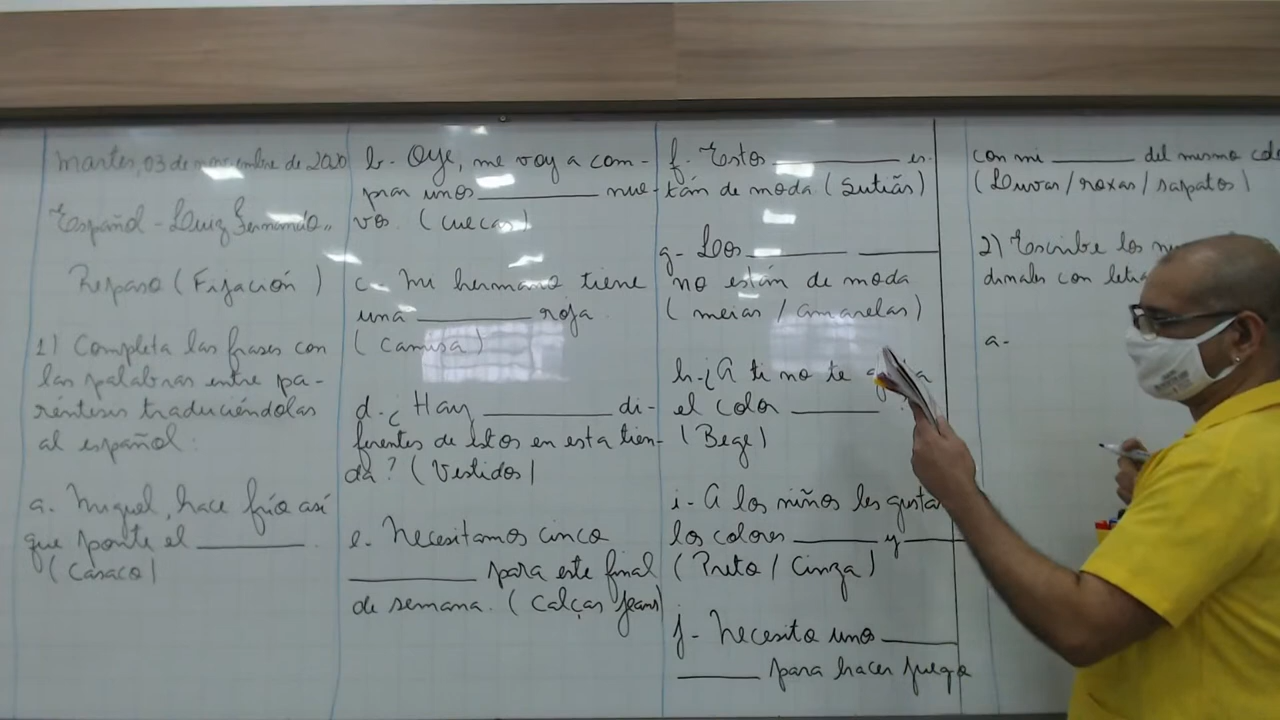 Martes, 03 de noviembre de 2020
Español - Luiz Fernando
Repaso (Fijación)
1) Completa las frases con
las palabras entre pa-
réntesis traduciéndolas
al español:
a. Miguel, hace frío así
que ponte el ________.
(Casaco)
b- Oye, me voy a com-
prar unos ________ nue-
vos. (cuecas)
c. Mi hermano tiene
una ________ roja.
(Camisa)
d. ¿Hay ________ di-
ferentes de estos en esta tien-
da? (Vestidos)
e. Necesitamos cinco
________ para este final
de semana. (Calças jeans)
f. Estos ________ es-
tán de moda (Sutiãs)
g- Los ________ ________
no están de moda
(meias / amarelas)
h- ¿A ti no te
el color ________
(Bege)
i- A los niños les gustan
los colores ________ y ________
(Preto / Cinza)
j- Necesito unos ________
________ para hacer juego
con mi ________ del mismo
(Luvas / roxas / sapatos)
2) Escribe los
dinales con
a-